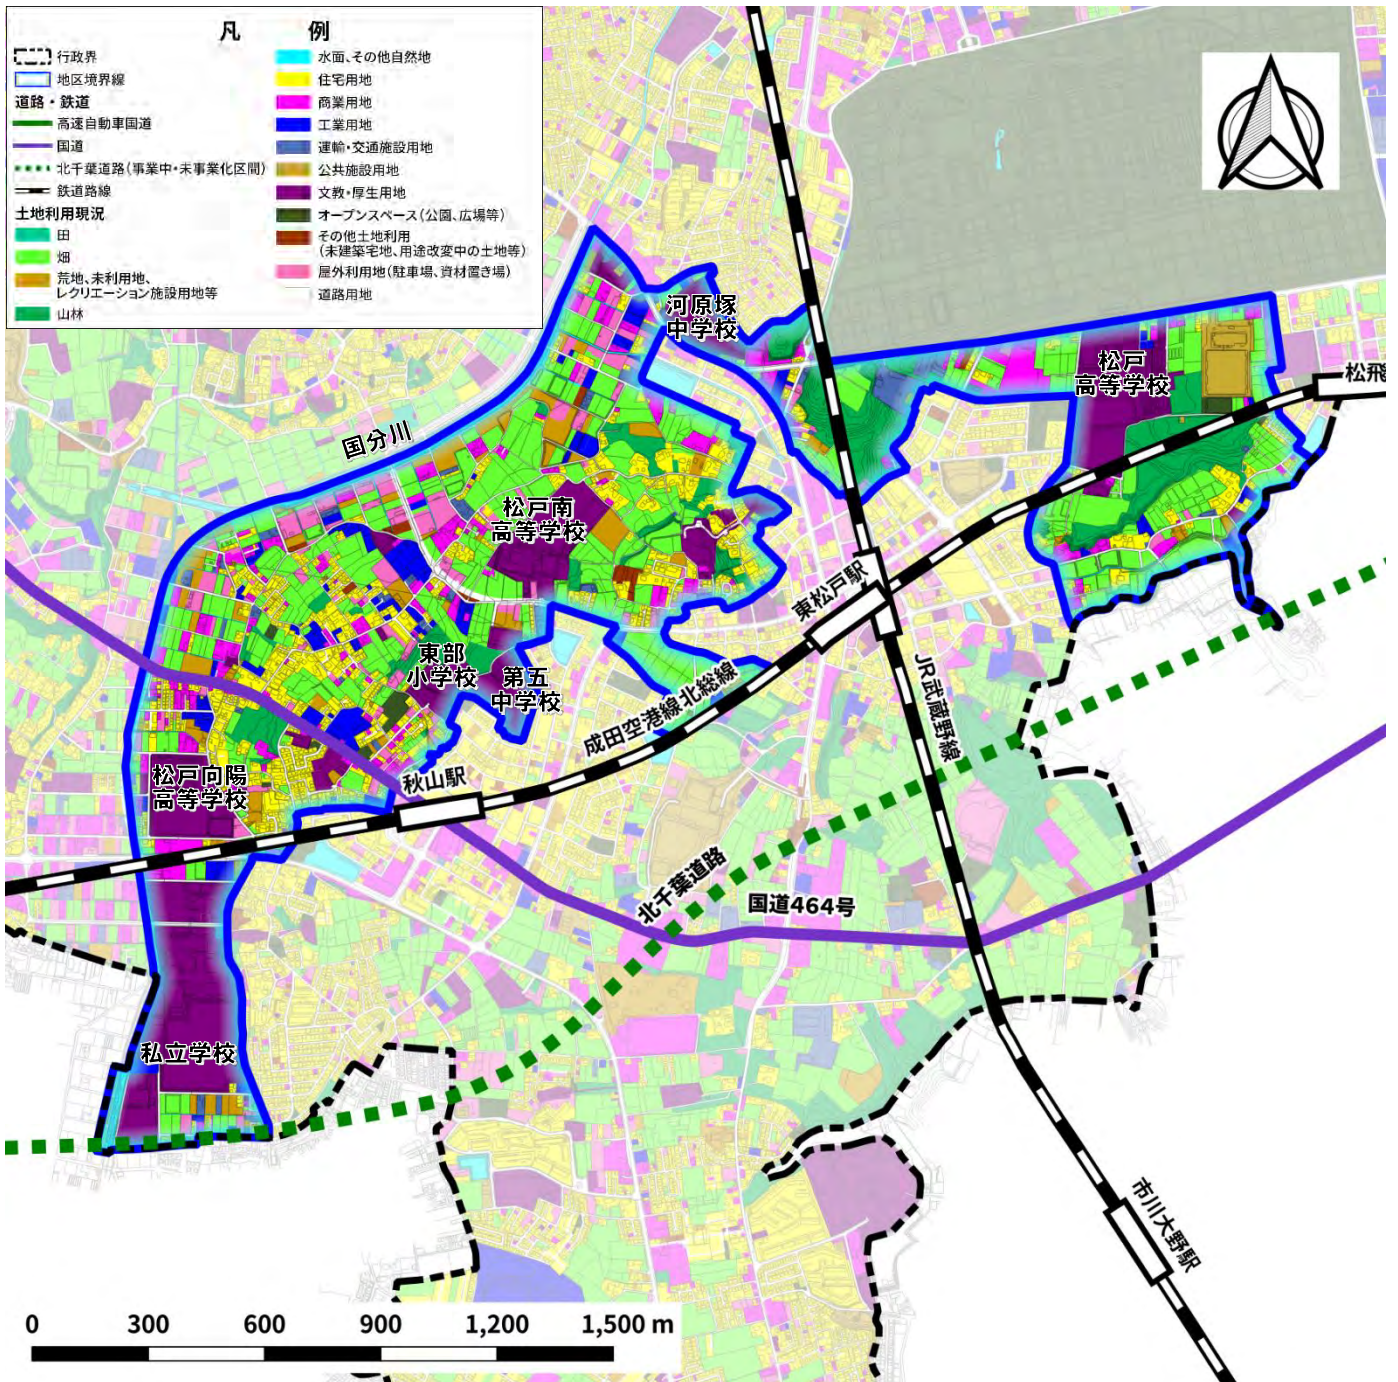 凡 例
行政界
地区境界線
道路・鉄道
高速自動車国道
国道
北千葉道路(事業中・未事業化区間)
鉄道路線
土地利用現況
田
畑
荒地、未利用地、
レクリエーション施設用地等
山林
水面、その他自然地
住宅用地
商業用地
工業用地
運輸・交通施設用地
公共施設用地
文教・厚生用地
オープンスペース(公園、広場等)
その他土地利用
(未建築宅地、用途改変中の土地等)
屋外利用地(駐車場、資材置き場)
道路用地
河原塚
中学校
松戸
高等学校
松飛
国分川
松戸南
高等学校
東松戸駅
東部
小学校
第五
中学校
JR武蔵野線
成田空港線北総線
松戸向陽
高等学校
秋山駅
北千葉道路
国道464号
私立学校
市川大野駅
0 300 600 900 1,200 1,500 m